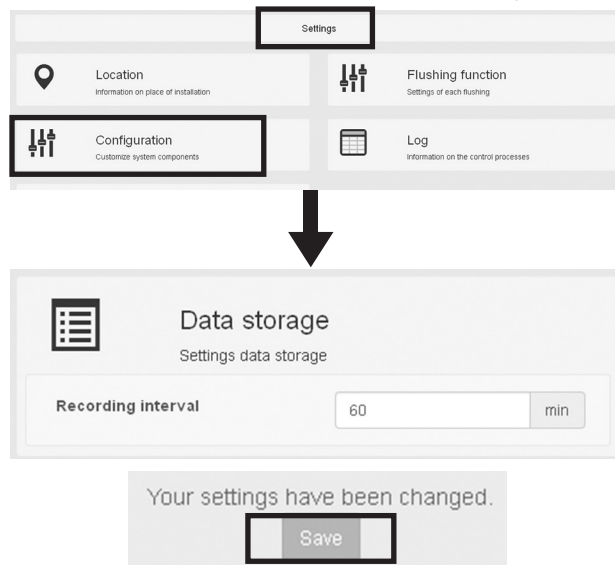 Settings
Location
Information on place of installation
Flushing function
Settings of each flushing
Configuration
Customize system components
Log
Information on the control processes
Data storage
Settings data storage
Recording interval
60 min
Your settings have been changed.
Save